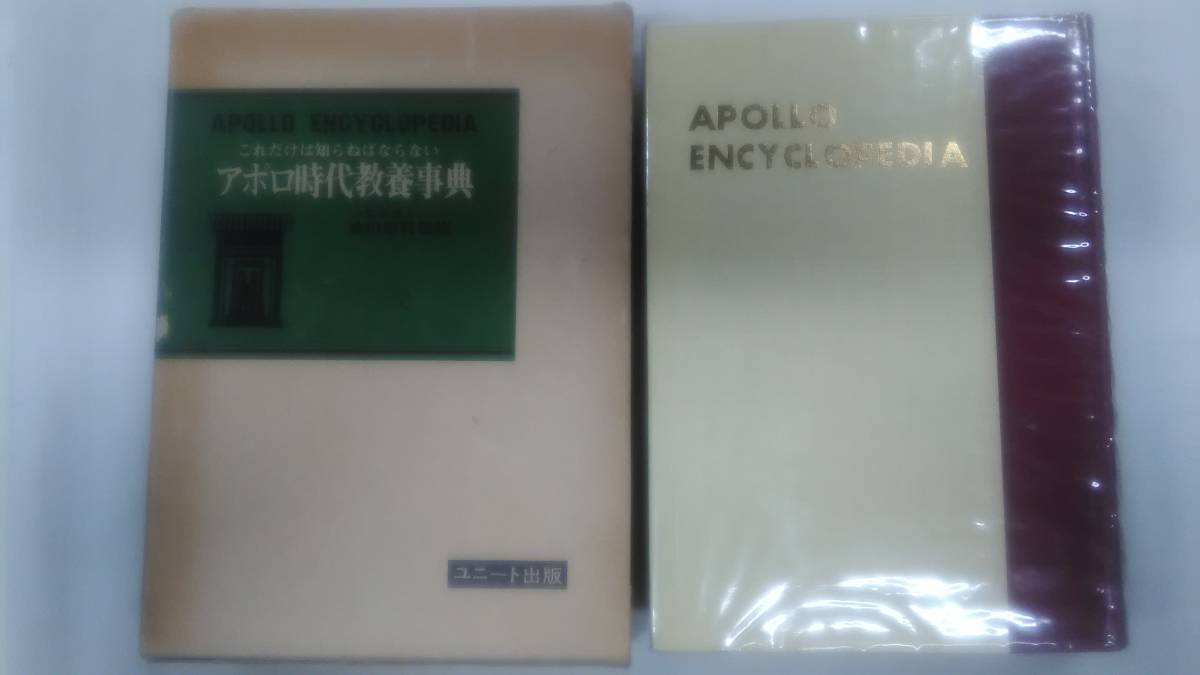 APOLLO ENCYCLOPEDIA
これだけは知らねばならない
アポロ時代教養事典
ユニート出版
APOLLO
ENCYCLOPEDIA